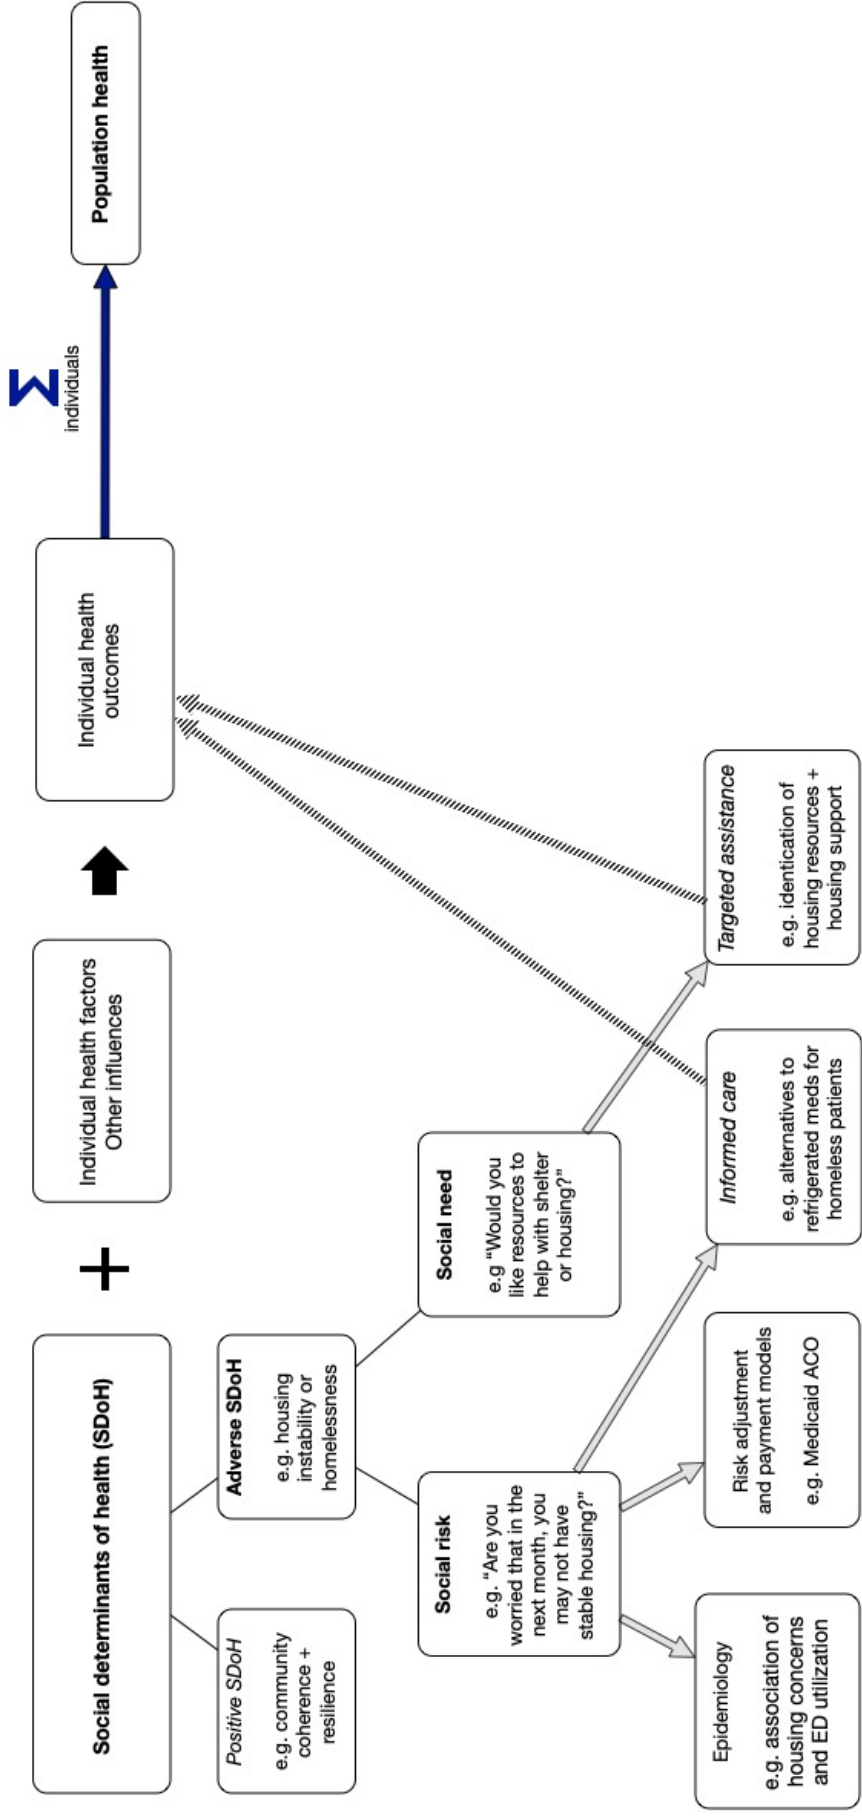 Social determinants of health (SDoH)
+
Individual health factors
Other influences
Individual health
outcomes
Σ
individuals
Population health
Positive SDoH
e.g. community
coherence +
resilience
Adverse SDoH
e.g. housing
instability or
homelessness
Social risk
e.g. “Are you
worried that in the
next month, you
may not have
stable housing?”
Social need
e.g “Would you
like resources to
help with shelter
or housing?”
Epidemiology
e.g. association of
housing concerns
and ED utilization
Risk adjustment
and payment models
e.g. Medicaid ACO
Informed care
e.g. alternatives to
refrigerated meds for
homeless patients
Targeted assistance
e.g. identication of
housing resources +
housing support